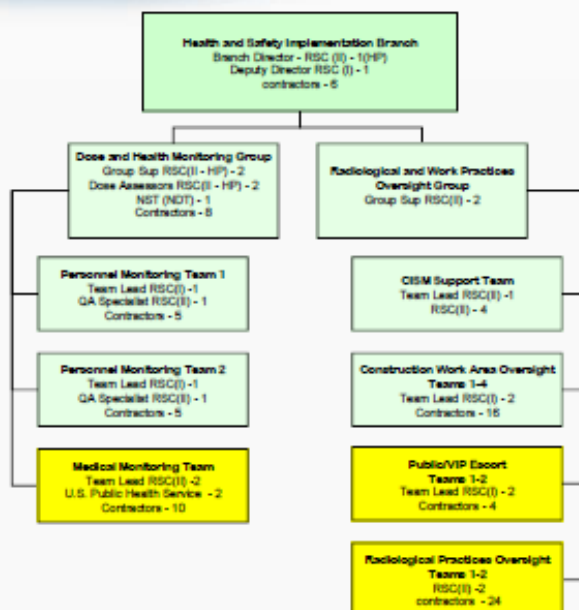 Health and Safety Implementation Branch
Branch Director - RSC (II) - 1(HP)
Deputy Director RSC (I) - 1
contractors - 6
Dose and Health Monitoring Group
Group Sup RSC(II - HP) - 2
Dose Assessors RSC(II - HP) - 2
NST (NDT) - 1
Contractors - 8
Radiological and Work Practices
Oversight Group
Group Sup RSC(II) - 2
Personnel Monitoring Team 1
Team Lead RSC(I) -1
QA Specialist RSC(II) - 1
Contractors - 5
CISM Support Team
Team Lead RSC(II) -1
RSC(II) - 4
Personnel Monitoring Team 2
Team Lead RSC(I) -1
QA Specialist RSC(II) - 1
Contractors - 5
Construction Work Area Oversight
Teams 1-4
Team Lead RSC(I) - 2
Contractors - 16
Medical Monitoring Team
Team Lead RSC(II) -2
U.S. Public Health Service - 2
Contractors - 10
Public/VIP Escort
Teams 1-2
Team Lead RSC(I) - 2
Contractors - 4
Radiological Practices Oversight
Teams 1-2
RSC(II) -2
contractors - 24